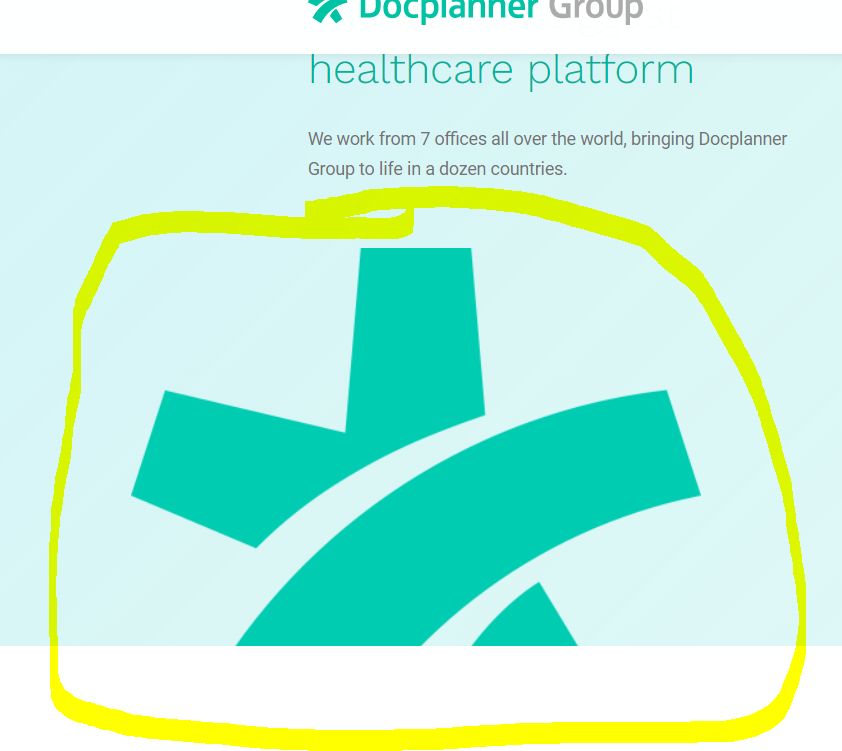 Docplanner Group
healthcare platform
We work from 7 offices all over the world, bringing Docplanner
Group to life in a dozen countries.